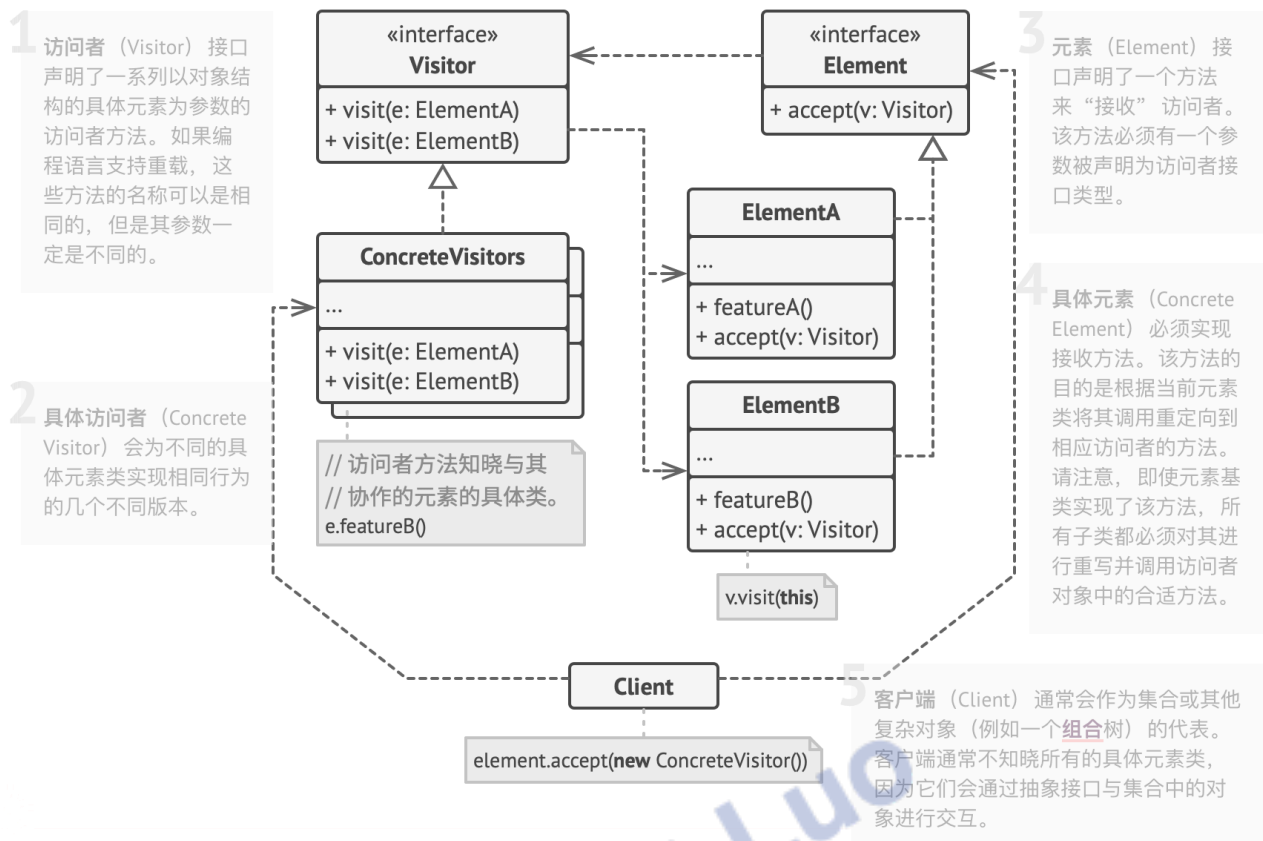 1
访问者 （Visitor） 接口
声明了一系列以对象结
构的具体元素为参数的
访问者方法。 如果编
程语言支持重载， 这
些方法的名称可以是相
同的， 但是其参数一
定是不同的。
«interface»
Visitor
+ visit(e: ElementA)
+ visit(e: ElementB)
«interface»
Element
+ accept(v: Visitor)
3
元素 （Element） 接
口声明了一个方法
来 “接收” 访问者。
该方法必须有一个参
数被声明为访问者接
口类型。
ConcreteVisitors
...
+ visit(e: ElementA)
+ visit(e: ElementB)
ElementA
...
+ featureA()
+ accept(v: Visitor)
2
具体访问者 （Concrete
Visitor） 会为不同的具
体元素类实现相同行为
的几个不同版本。
// 访问者方法知晓与其
// 协作的元素的具体类。
e.featureB()
ElementB
...
+ featureB()
+ accept(v: Visitor)
v.visit(this)
4
具体元素 （Concrete
Element） 必须实现
接收方法。 该方法的
目的是根据当前元素
类将其调用重定向到
相应访问者的方法。
请注意， 即使元素基
类实现了该方法， 所
有子类都必须对其进
行重写并调用访问者
对象中的合适方法。
Client
element.accept(new ConcreteVisitor())
5
客户端 （Client） 通常会作为集合或其他
复杂对象 （例如一个组合树） 的代表。
客户端通常不知晓所有的具体元素类，
因为它们会通过抽象接口与集合中的对
象进行交互。
Luo